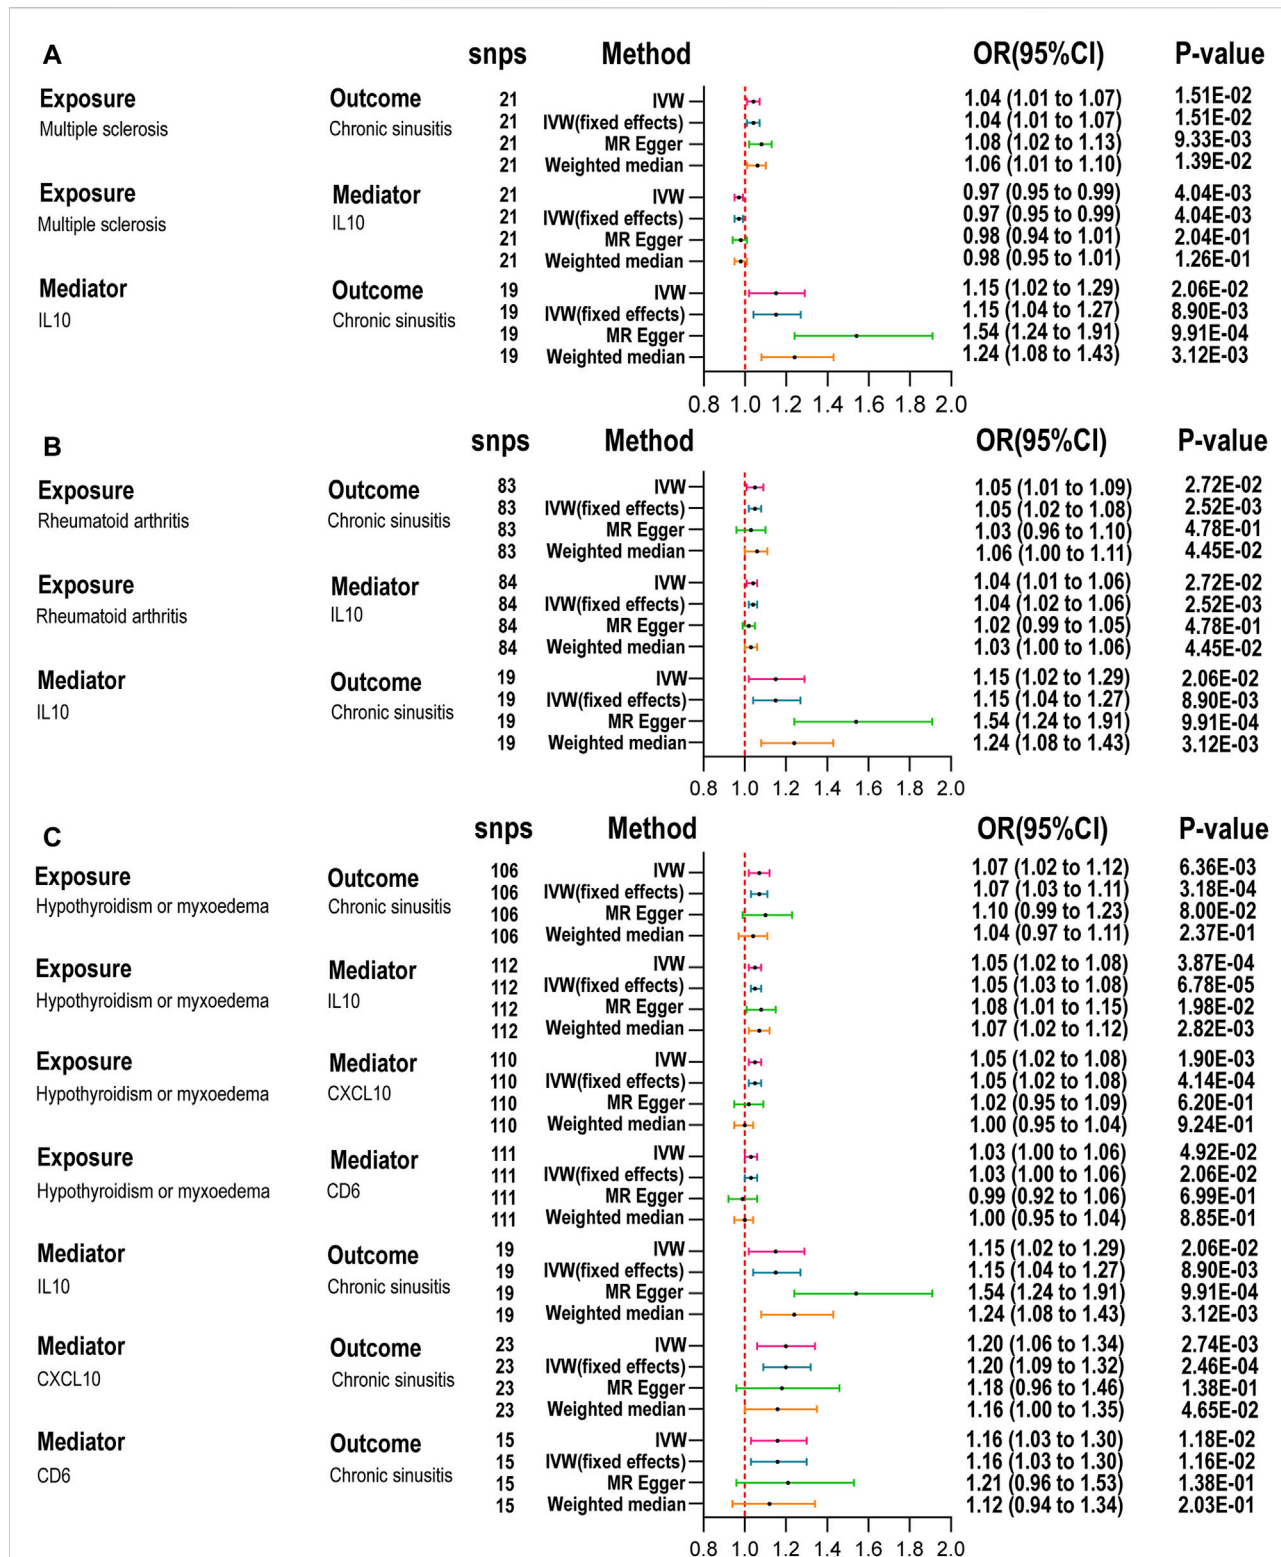 A snps Method OR(95%CI) P-value
Exposure Outcome 21 IVW 1.04 (1.01 to 1.07) 1.51E-02
Multiple sclerosis Chronic sinusitis 21 IVW(fixed effects) 1.04 (1.01 to 1.07) 1.51E-02
21 MR Egger 1.08 (1.02 to 1.13) 9.33E-03
21 Weighted median 1.06 (1.01 to 1.10) 1.39E-02
Exposure Mediator 21 IVW 0.97 (0.95 to 0.99) 4.04E-03
Multiple sclerosis IL10 21 IVW(fixed effects) 0.97 (0.95 to 0.99) 4.04E-03
21 MR Egger 0.98 (0.94 to 1.01) 2.04E-01
21 Weighted median 0.98 (0.95 to 1.01) 1.26E-01
Mediator Outcome 19 IVW 1.15 (1.02 to 1.29) 2.06E-02
IL10 Chronic sinusitis 19 IVW(fixed effects) 1.15 (1.04 to 1.27) 8.90E-03
19 MR Egger 1.54 (1.24 to 1.91) 9.91E-04
19 Weighted median 1.24 (1.08 to 1.43) 3.12E-03
0.8 1.0 1.2 1.4 1.6 1.8 2.0
B snps Method OR(95%CI) P-value
Exposure Outcome 83 IVW 1.05 (1.01 to 1.09) 2.72E-02
Rheumatoid arthritis Chronic sinusitis 83 IVW(fixed effects) 1.05 (1.02 to 1.08) 2.52E-03
83 MR Egger 1.03 (0.96 to 1.10) 4.78E-01
83 Weighted median 1.06 (1.00 to 1.11) 4.45E-02
Exposure Mediator 84 IVW 1.04 (1.01 to 1.06) 2.72E-02
Rheumatoid arthritis IL10 84 IVW(fixed effects) 1.04 (1.02 to 1.06) 2.52E-03
84 MR Egger 1.02 (0.99 to 1.05) 4.78E-01
84 Weighted median 1.03 (1.00 to 1.06) 4.45E-02
Mediator Outcome 19 IVW 1.15 (1.02 to 1.29) 2.06E-02
IL10 Chronic sinusitis 19 IVW(fixed effects) 1.15 (1.04 to 1.27) 8.90E-03
19 MR Egger 1.54 (1.24 to 1.91) 9.91E-04
19 Weighted median 1.24 (1.08 to 1.43) 3.12E-03
0.8 1.0 1.2 1.4 1.6 1.8 2.0
C snps Method OR(95%CI) P-value
Exposure Outcome 106 IVW 1.07 (1.02 to 1.12) 6.36E-03
Hypothyroidism or myxoedema Chronic sinusitis 106 IVW(fixed effects) 1.07 (1.03 to 1.11) 3.18E-04
106 MR Egger 1.10 (0.99 to 1.23) 8.00E-02
106 Weighted median 1.04 (0.97 to 1.11) 2.37E-01
Exposure Mediator 112 IVW 1.05 (1.02 to 1.08) 3.87E-04
Hypothyroidism or myxoedema IL10 112 IVW(fixed effects) 1.05 (1.03 to 1.08) 6.78E-05
112 MR Egger 1.08 (1.01 to 1.15) 1.98E-02
112 Weighted median 1.07 (1.02 to 1.12) 2.82E-03
Exposure Mediator 110 IVW 1.05 (1.02 to 1.08) 1.90E-03
Hypothyroidism or myxoedema CXCL10 110 IVW(fixed effects) 1.05 (1.02 to 1.08) 4.14E-04
110 MR Egger 1.02 (0.95 to 1.09) 6.20E-01
110 Weighted median 1.00 (0.95 to 1.04) 9.24E-01
Exposure Mediator 111 IVW 1.03 (1.00 to 1.06) 4.92E-02
Hypothyroidism or myxoedema CD6 111 IVW(fixed effects) 1.03 (1.00 to 1.06) 2.06E-02
111 MR Egger 0.99 (0.92 to 1.06) 6.99E-01
111 Weighted median 1.00 (0.95 to 1.04) 8.85E-01
Mediator Outcome 19 IVW 1.15 (1.02 to 1.29) 2.06E-02
IL10 Chronic sinusitis 19 IVW(fixed effects) 1.15 (1.04 to 1.27) 8.90E-03
19 MR Egger 1.54 (1.24 to 1.91) 9.91E-04
19 Weighted median 1.24 (1.08 to 1.43) 3.12E-03
Mediator Outcome 23 IVW 1.20 (1.06 to 1.34) 2.74E-03
CXCL10 Chronic sinusitis 23 IVW(fixed effects) 1.20 (1.09 to 1.32) 2.46E-04
23 MR Egger 1.18 (0.96 to 1.46) 1.38E-01
23 Weighted median 1.16 (1.00 to 1.35) 4.65E-02
Mediator Outcome 15 IVW 1.16 (1.03 to 1.30) 1.18E-02
CD6 Chronic sinusitis 15 IVW(fixed effects) 1.16 (1.03 to 1.30) 1.16E-02
15 MR Egger 1.21 (0.96 to 1.53) 1.38E-01
15 Weighted median 1.12 (0.94 to 1.34) 2.03E-01
0.8 1.0 1.2 1.4 1.6 1.8 2.0